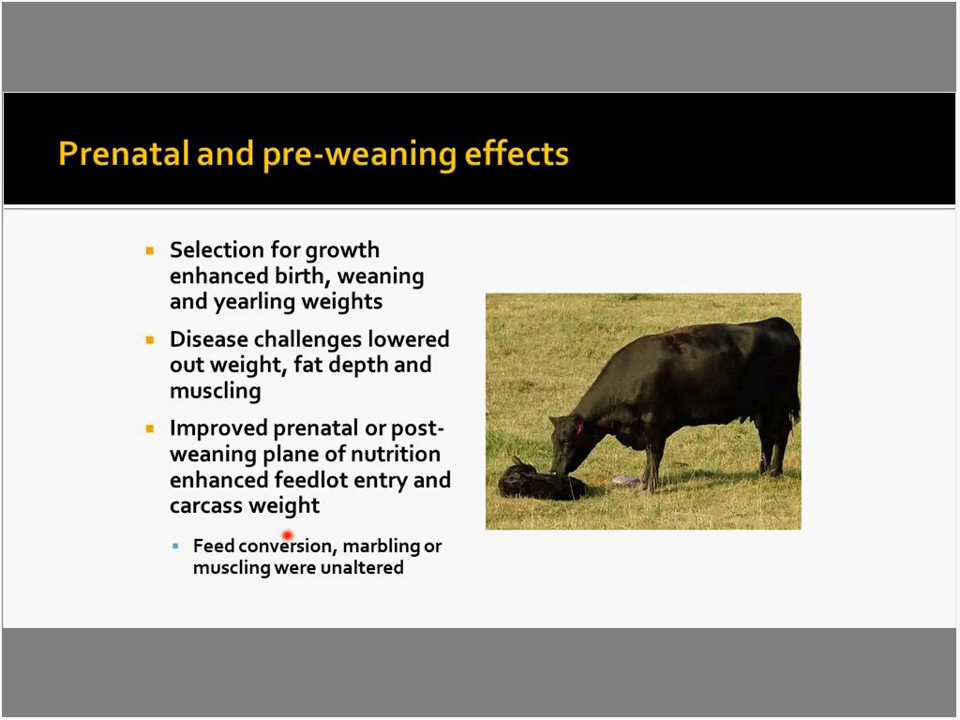 Prenatal and pre-weaning effects
Selection for growth
enhanced birth, weaning
and yearling weights
Disease challenges lowered
out weight, fat depth and
muscling
Improved prenatal or post-
weaning plane of nutrition
enhanced feedlot entry and
carcass weight
Feed conversion, marbling or
muscling were unaltered